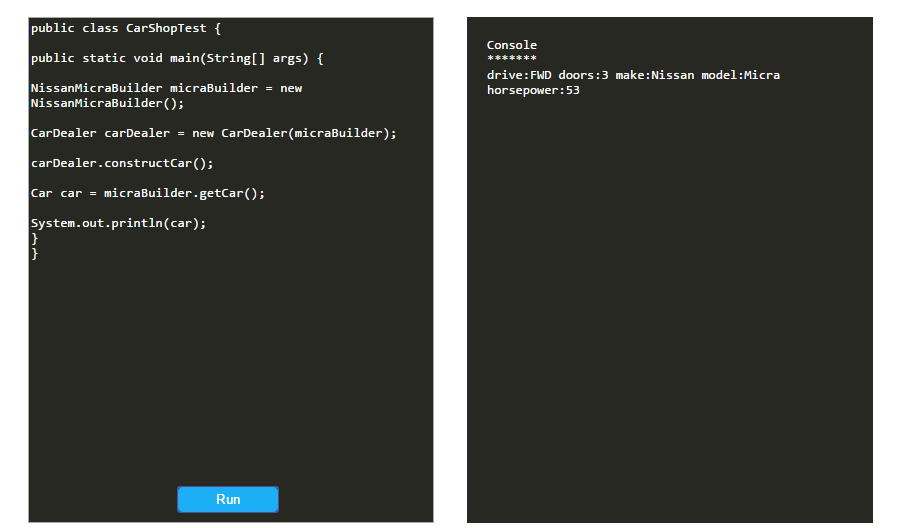 public class CarShopTest {
public static void main(String[] args) {
NissanMicraBuilder micraBuilder = new
NissanMicraBuilder();
CarDealer carDealer = new CarDealer(micraBuilder);
carDealer.constructCar();
Car car = micraBuilder.getCar();
System.out.println(car);
}
}
Run
Console
*******
drive:FWD doors:3 make:Nissan model:Micra
horsepower:53